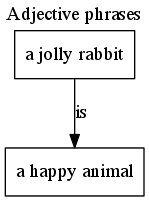 Adjective phrases
a jolly rabbit
is
a happy animal